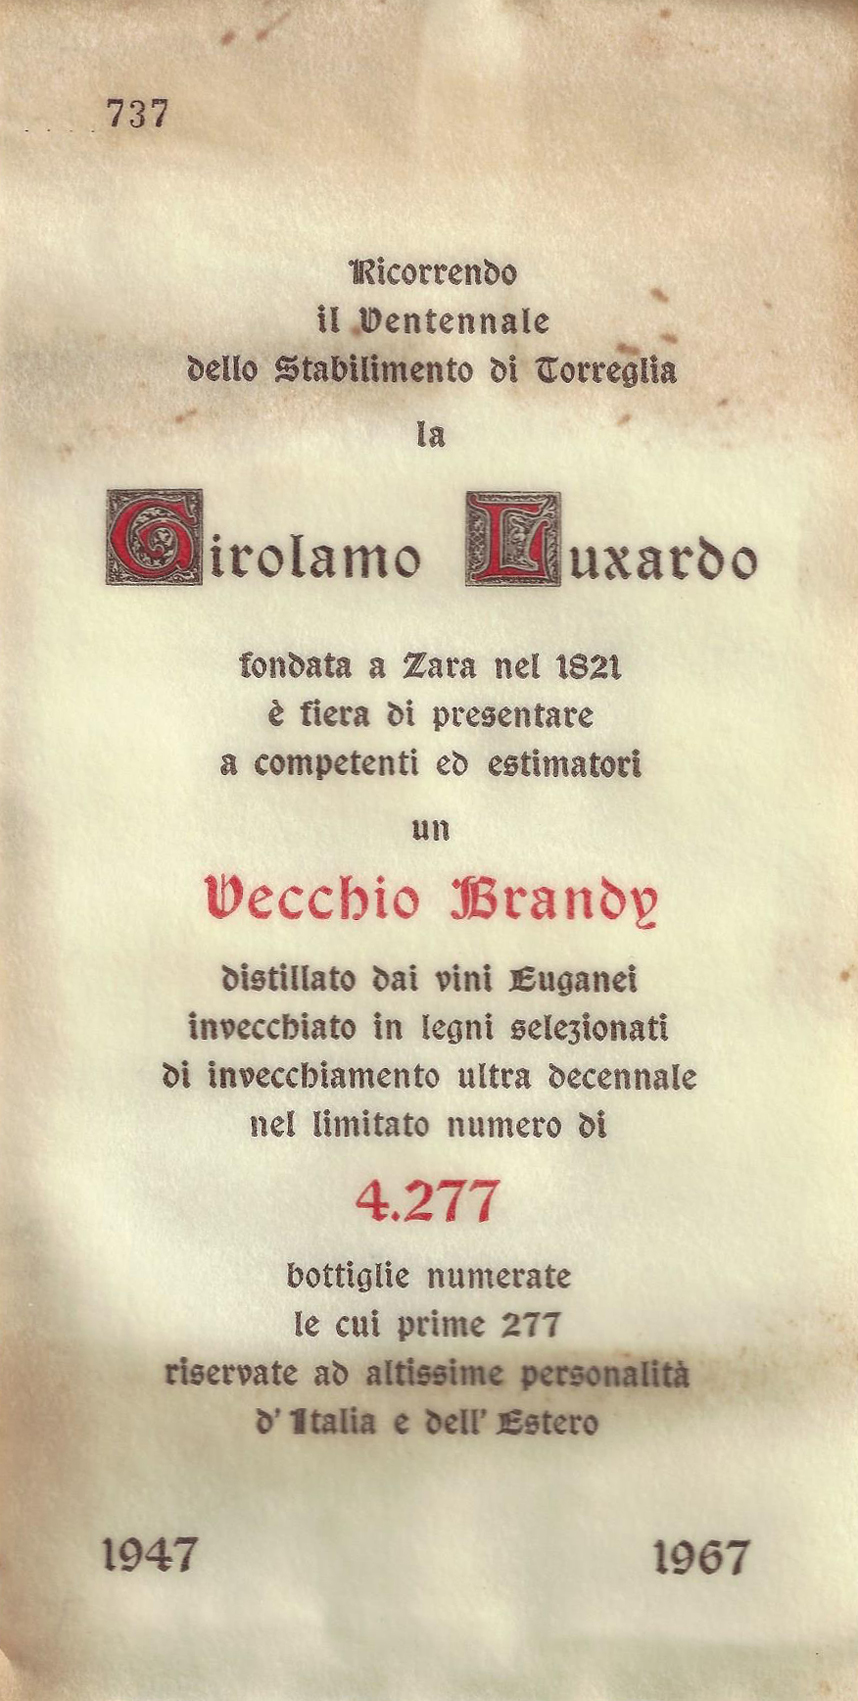 737
Ricorrendo
il Ventennale
dello Stabilimento di Torreglia
la
Girolamo Luxardo
fondata a Zara nel 1821
è fiera di presentare
a competenti ed estimatori
un
Vecchio Brandy
distillato dai vini Euganei
invecchiato in legni selezionati
di invecchiamento ultra decennale
nel limitato numero di
4.277
bottiglie numerate
le cui prime 277
riservate ad altissime personalità
d'Italia e dell'Estero
1947 1967